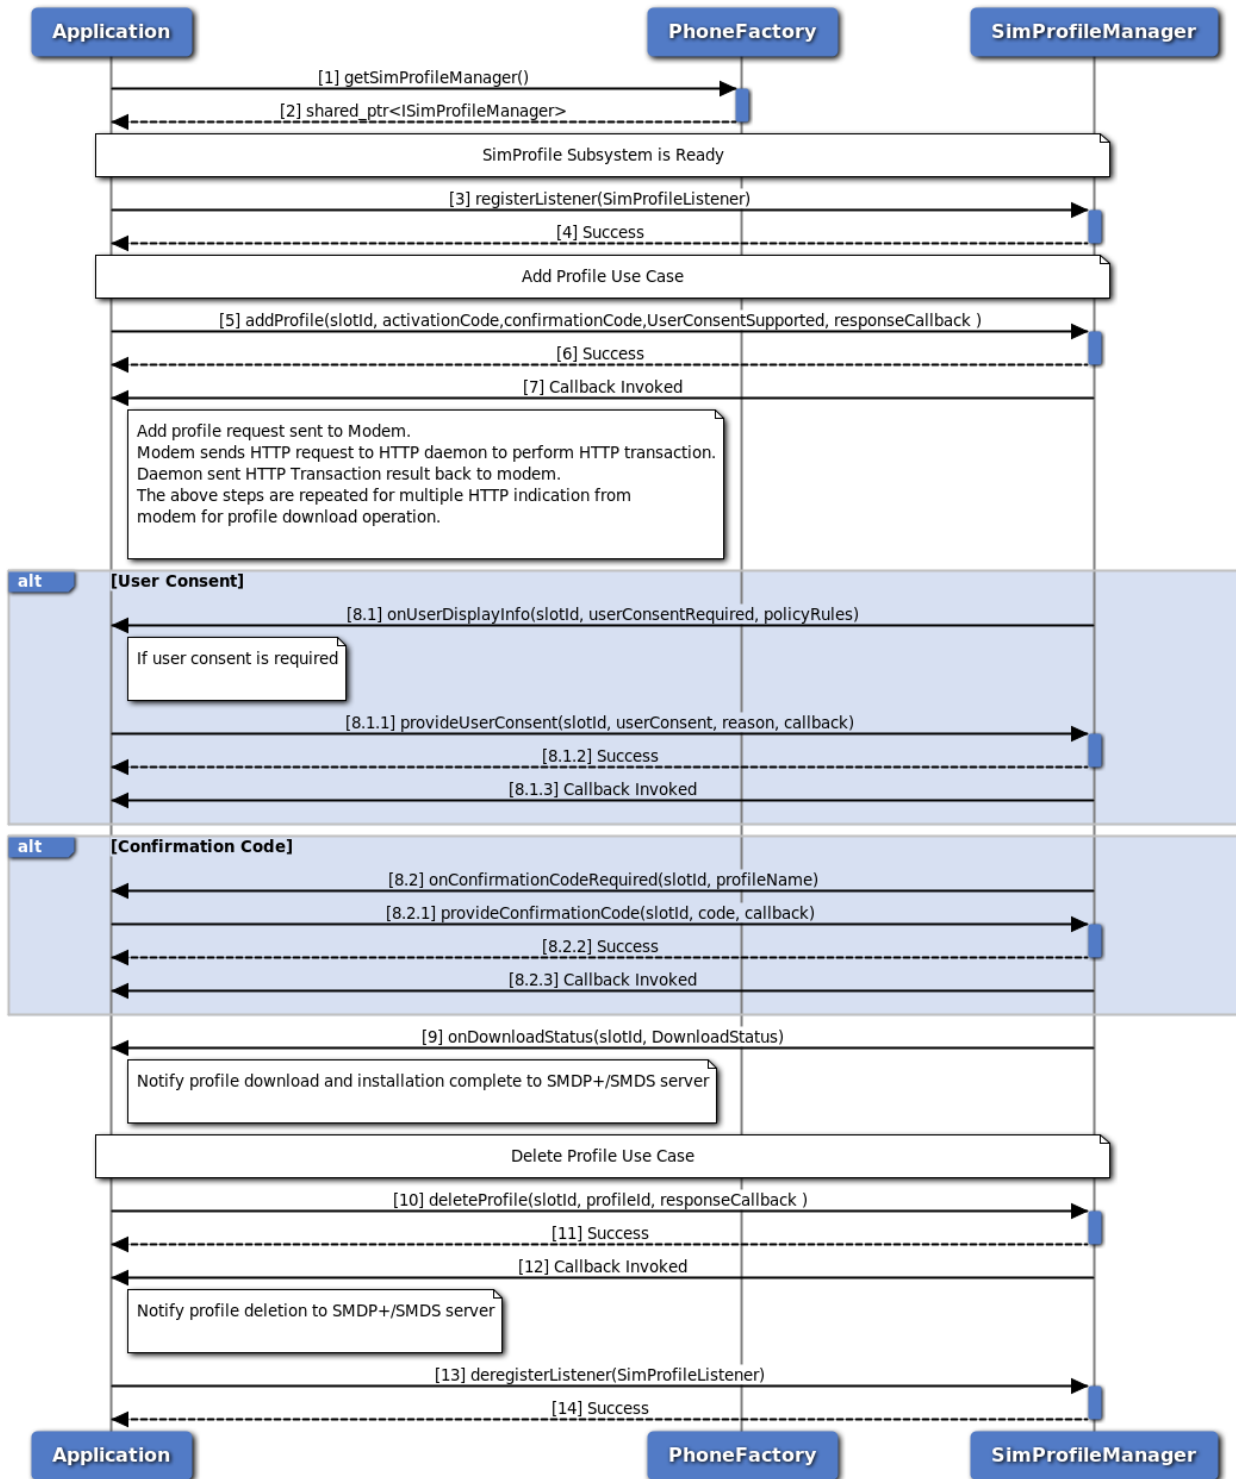 Application
PhoneFactory
SimProfileManager
[1] getSimProfileManager()
[2] shared_ptr<ISimProfileManager>
SimProfile Subsystem is Ready
[3] registerListener(SimProfileListener)
[4] Success
Add Profile Use Case
[5] addProfile(slotId, activationCode,confirmationCode,UserConsentSupported, responseCallback )
[6] Success
[7] Callback Invoked
Add profile request sent to Modem.
Modem sends HTTP request to HTTP daemon to perform HTTP transaction.
Daemon sent HTTP Transaction result back to modem.
The above steps are repeated for multiple HTTP indication from
modem for profile download operation.
alt
[User Consent]
[8.1] onUserDisplayInfo(slotId, userConsentRequired, policyRules)
If user consent is required
[8.1.1] provideUserConsent(slotId, userConsent, reason, callback)
[8.1.2] Success
[8.1.3] Callback Invoked
alt
[Confirmation Code]
[8.2] onConfirmationCodeRequired(slotId, profileName)
[8.2.1] provideConfirmationCode(slotId, code, callback)
[8.2.2] Success
[8.2.3] Callback Invoked
[9] onDownloadStatus(slotId, DownloadStatus)
Notify profile download and installation complete to SMDP+/SMDS server
Delete Profile Use Case
[10] deleteProfile(slotId, profileId, responseCallback )
[11] Success
[12] Callback Invoked
Notify profile deletion to SMDP+/SMDS server
[13] deregisterListener(SimProfileListener)
[14] Success
Application
PhoneFactory
SimProfileManager